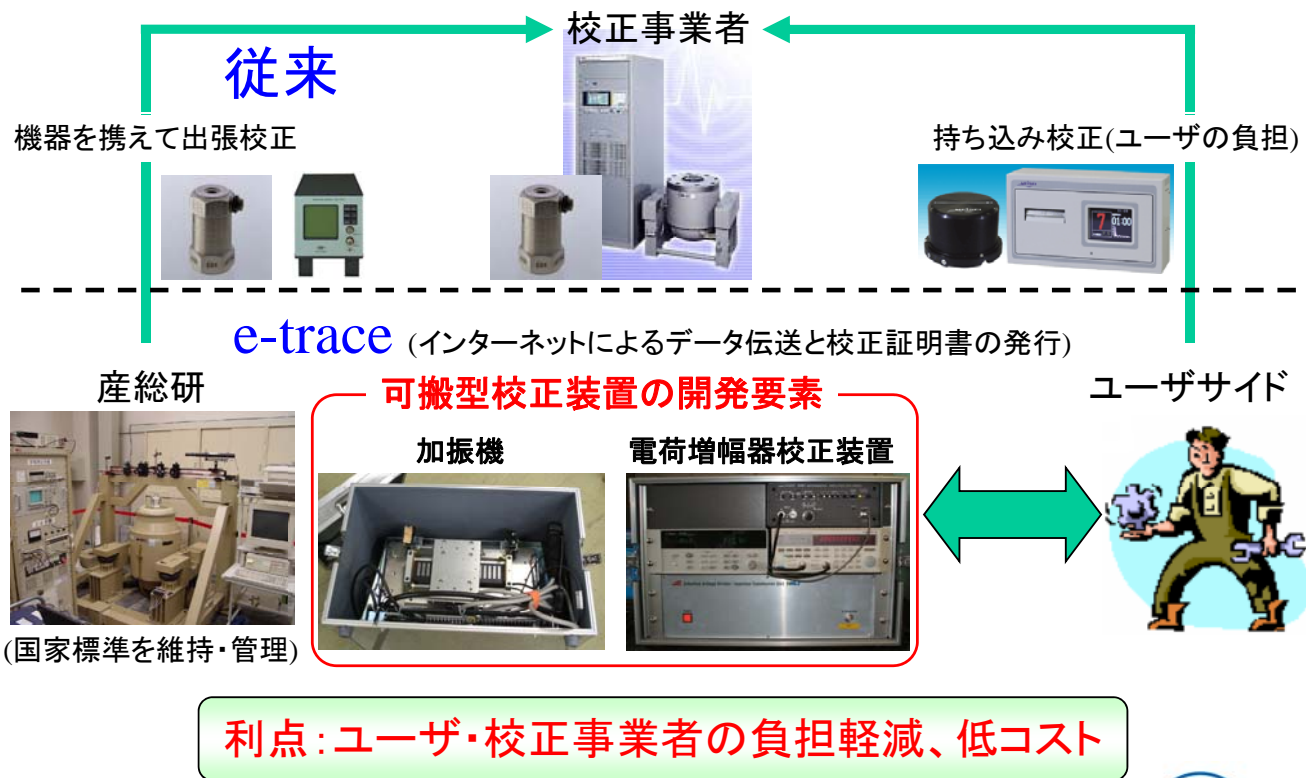 校正事業者
従来
機器を携えて出張校正
持ち込み校正(ユーザの負担)
7 01:00
e-trace (インターネットによるデータ伝送と校正証明書の発行)
産総研
可搬型校正装置の開発要素
ユーザサイド
加振機
電荷増幅器校正装置
(国家標準を維持・管理)
利点:ユーザ・校正事業者の負担軽減、低コスト